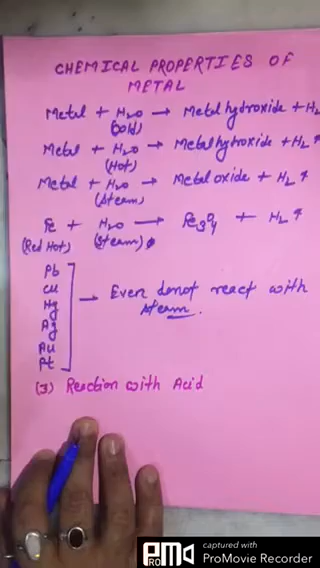 CHEMICAL PROPERTIES OF
METAL
Metal + H₂O → Metal hydroxide + H₂
(Cold)
Metal + H₂O → Metal hydroxide + H₂ ↑
(Hot)
Metal + H₂O → Metal oxide + H₂ ↑
(Steam)
Fe + H₂O → Fe₃O₄ + H₂ ↑
(Red Hot) (Steam)
Pb
Cu
Hg
Ag
Au
Pt
→ Even donot react with
steam.
(3) Reaction with Acid
captured with
PRO
ProMovie Recorder